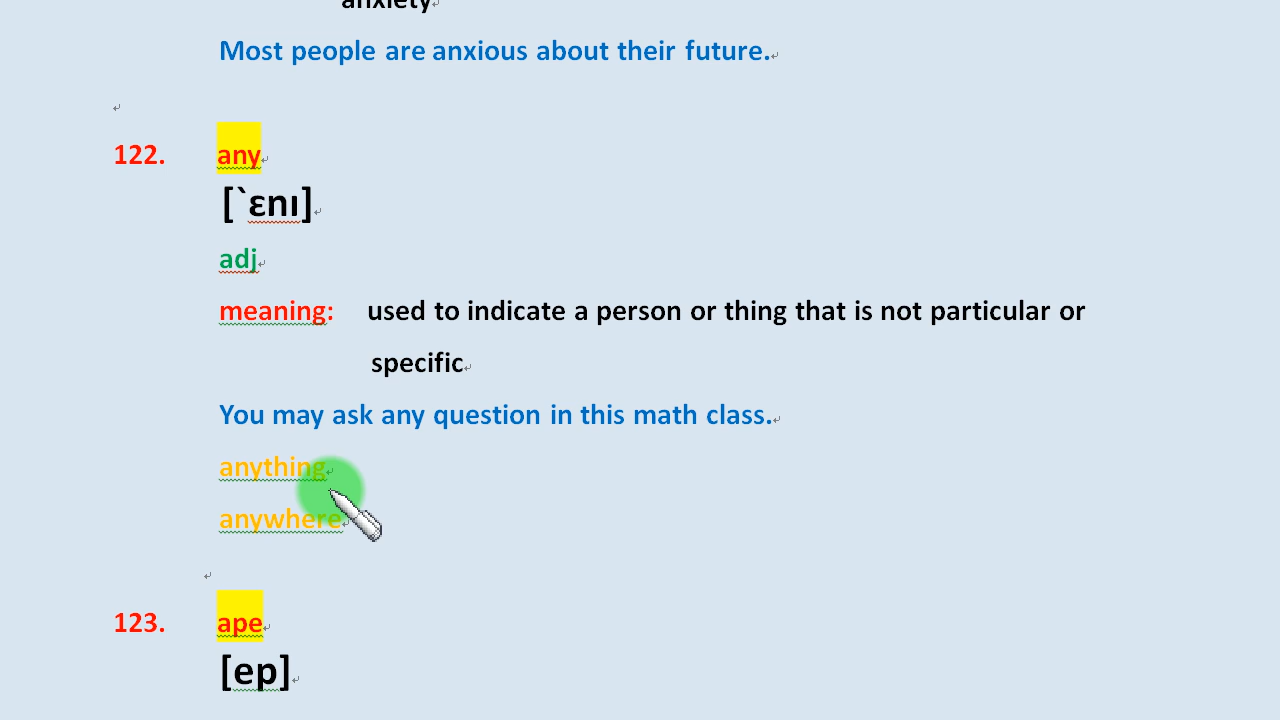 anxiety
Most people are anxious about their future.
122. any
[ˋɛnɪ]
adj
meaning: used to indicate a person or thing that is not particular or
specific
You may ask any question in this math class.
anything
anywhere
123. ape
[ep]